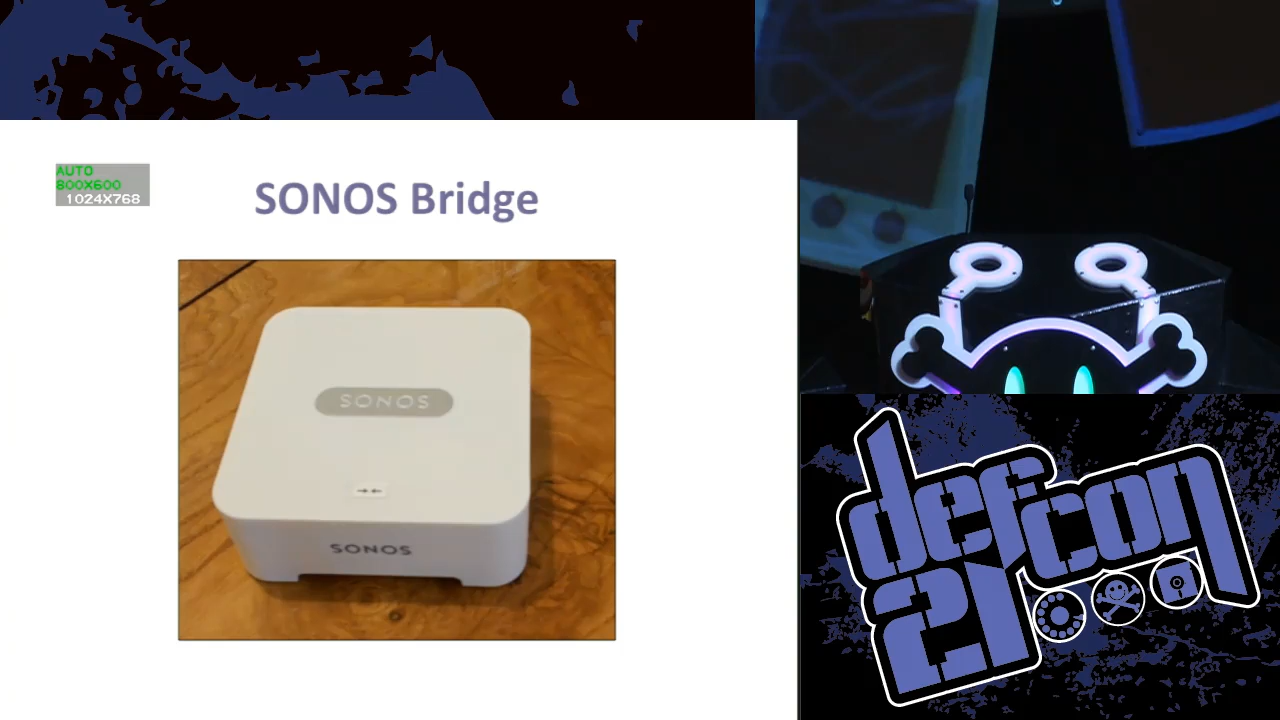 AUTO
800X600
1024X768
SONOS Bridge
SONOS
→←
SONOS
defcon
21